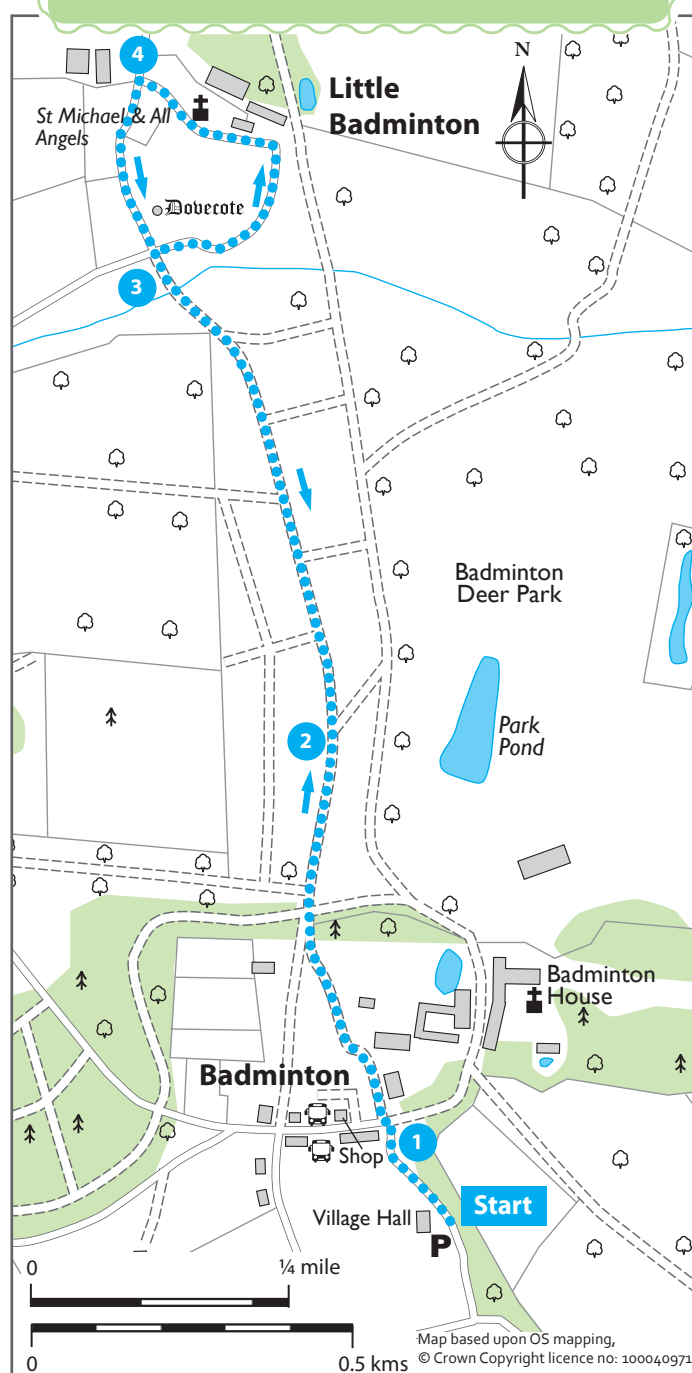 4
N
Little
Badminton
St Michael & All
Angels
Dovecote
3
Badminton
Deer Park
2
Park
Pond
Badminton
House
Badminton
1
Shop
Start
Village Hall
P
0
¼ mile
0
0.5 kms
Map based upon OS mapping,
© Crown Copyright licence no: 100040971